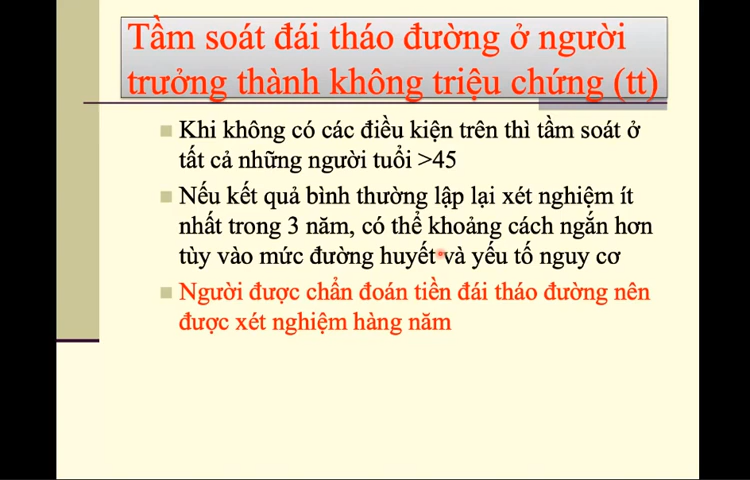 Tầm soát đái tháo đường ở người
trưởng thành không triệu chứng (tt)
Khi không có các điều kiện trên thì tầm soát ở
tất cả những người tuổi >45
Nếu kết quả bình thường lập lại xét nghiệm ít
nhất trong 3 năm, có thể khoảng cách ngắn hơn
tùy vào mức đường huyết và yếu tố nguy cơ
Người được chẩn đoán tiền đái tháo đường nên
được xét nghiệm hàng năm